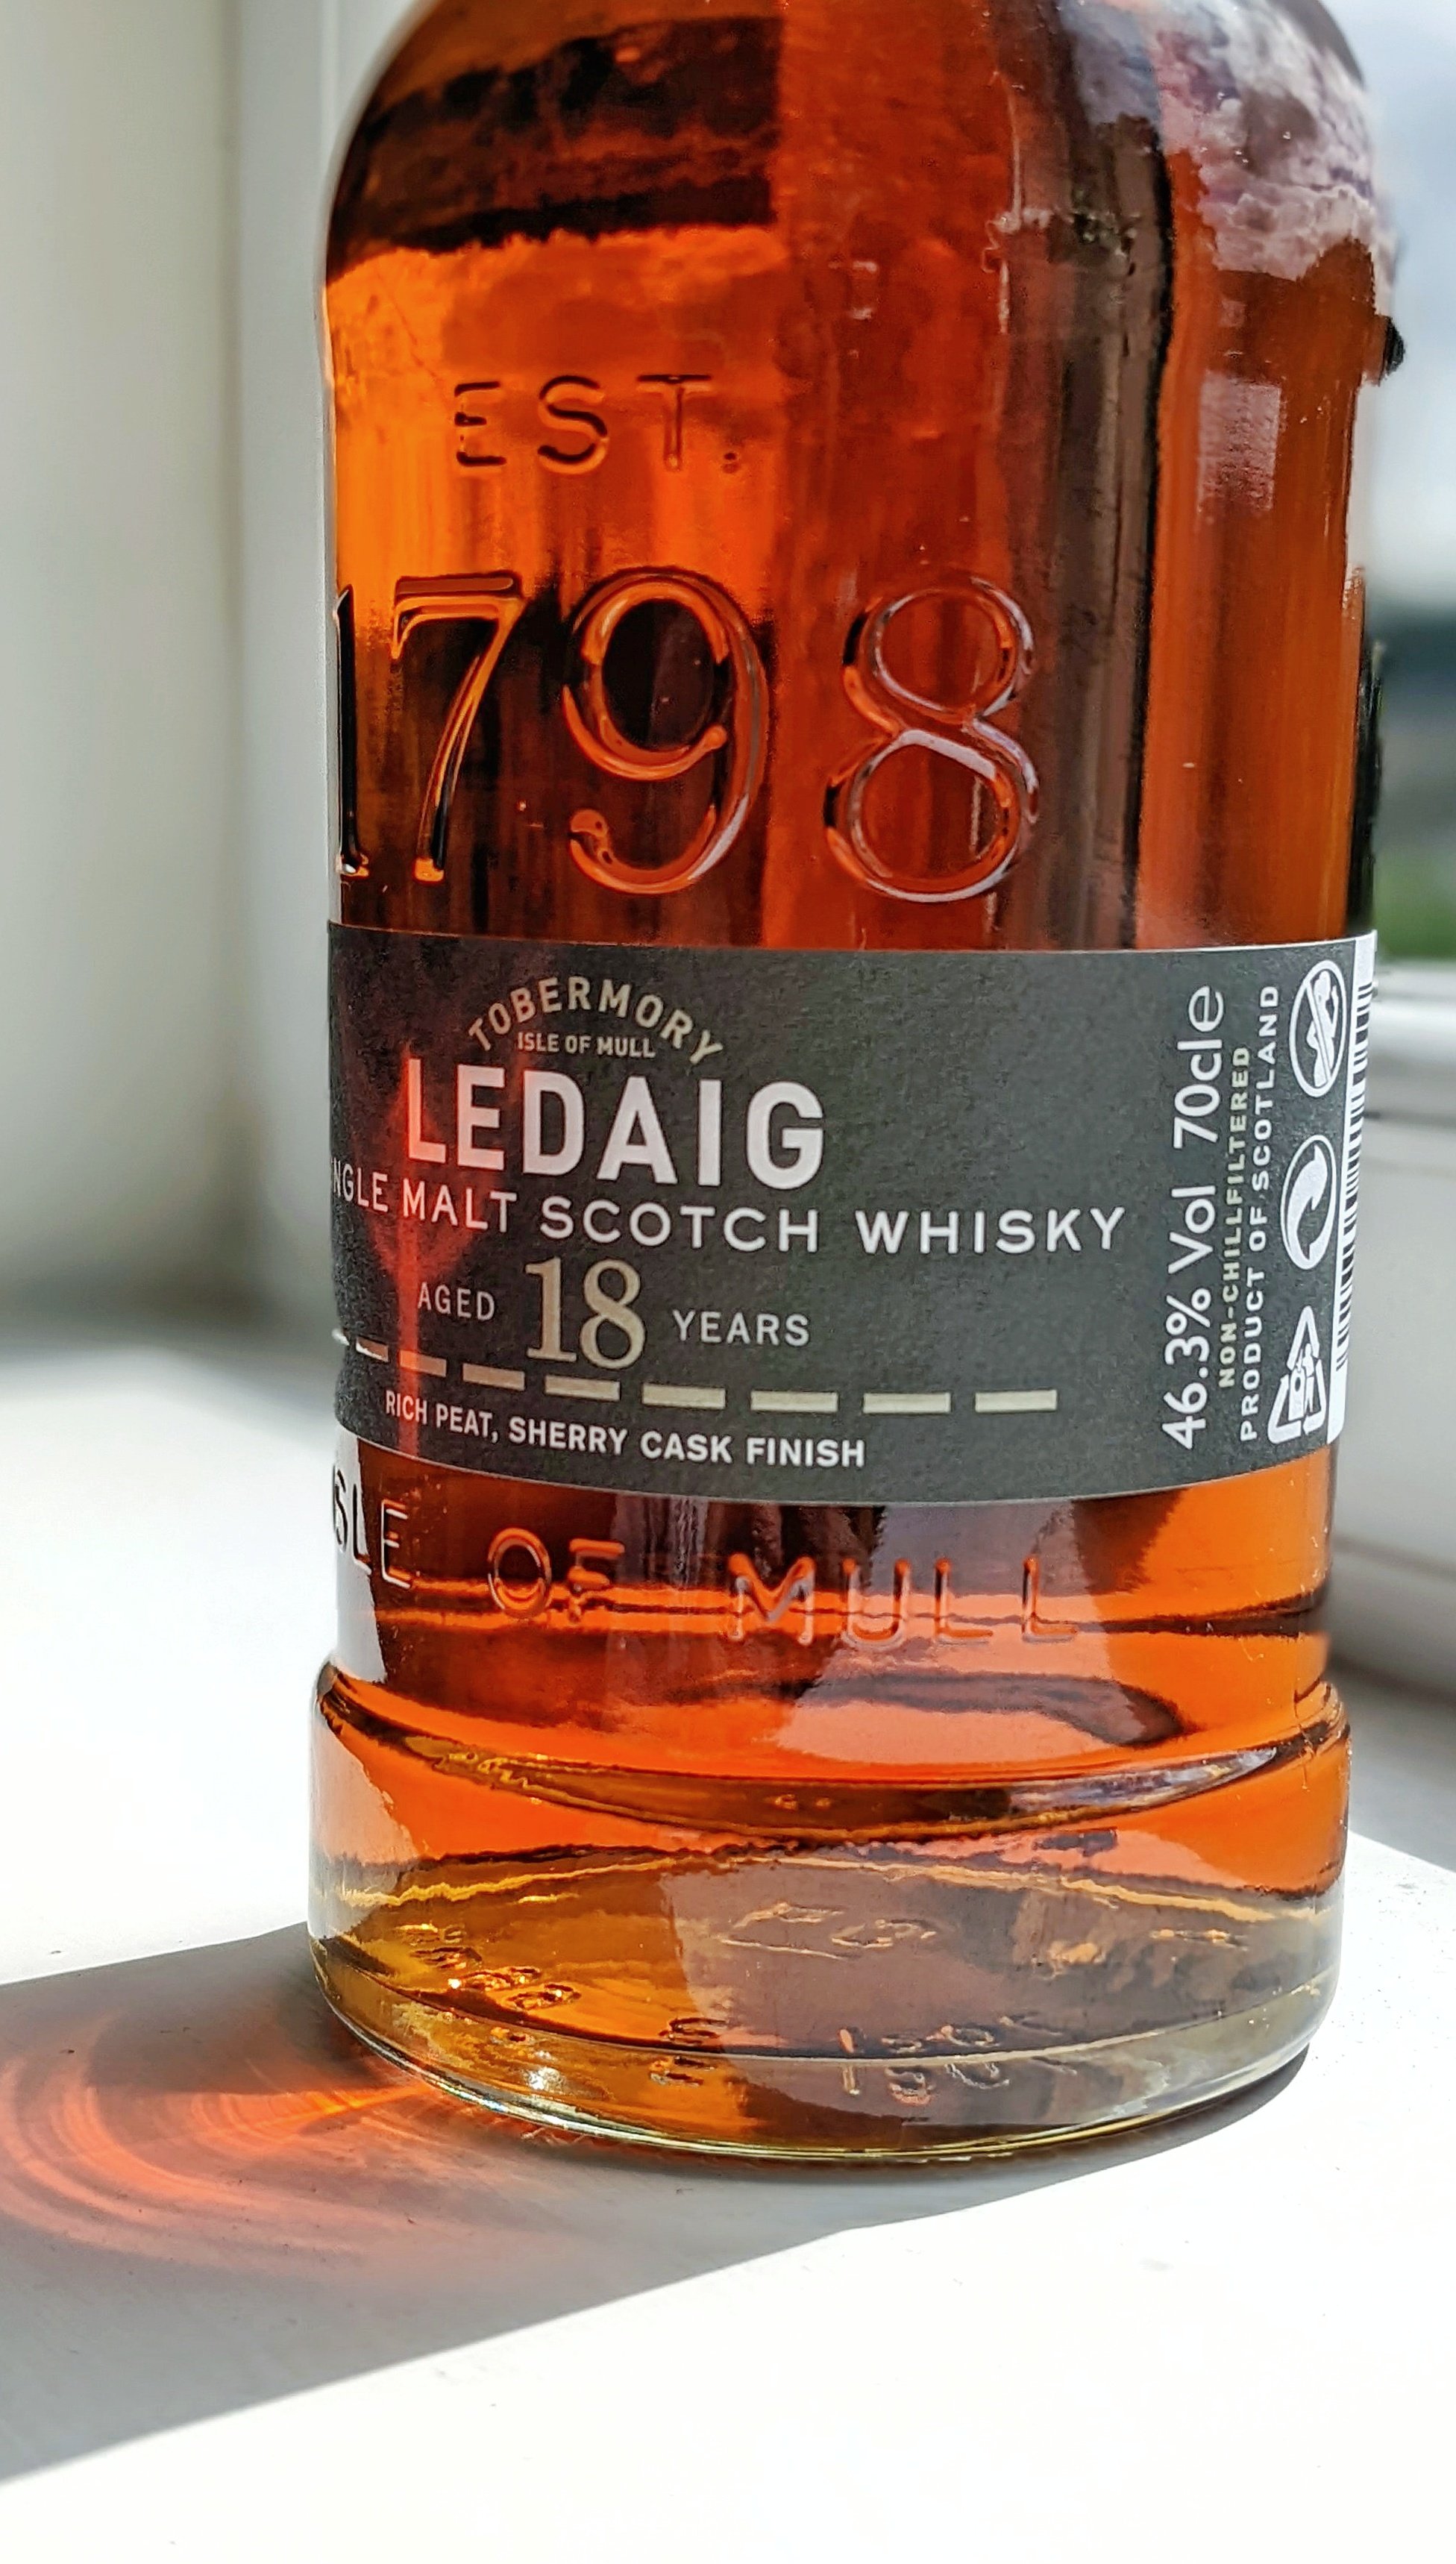 EST.
1798
TOBERMORY
ISLE OF MULL
LEDAIG
NGLE MALT SCOTCH WHISKY
AGED 18 YEARS
RICH PEAT, SHERRY CASK FINISH
46.3% Vol 70cle
NON-CHILLFILTERED
PRODUCT OF SCOTLAND
SLE OF MULL